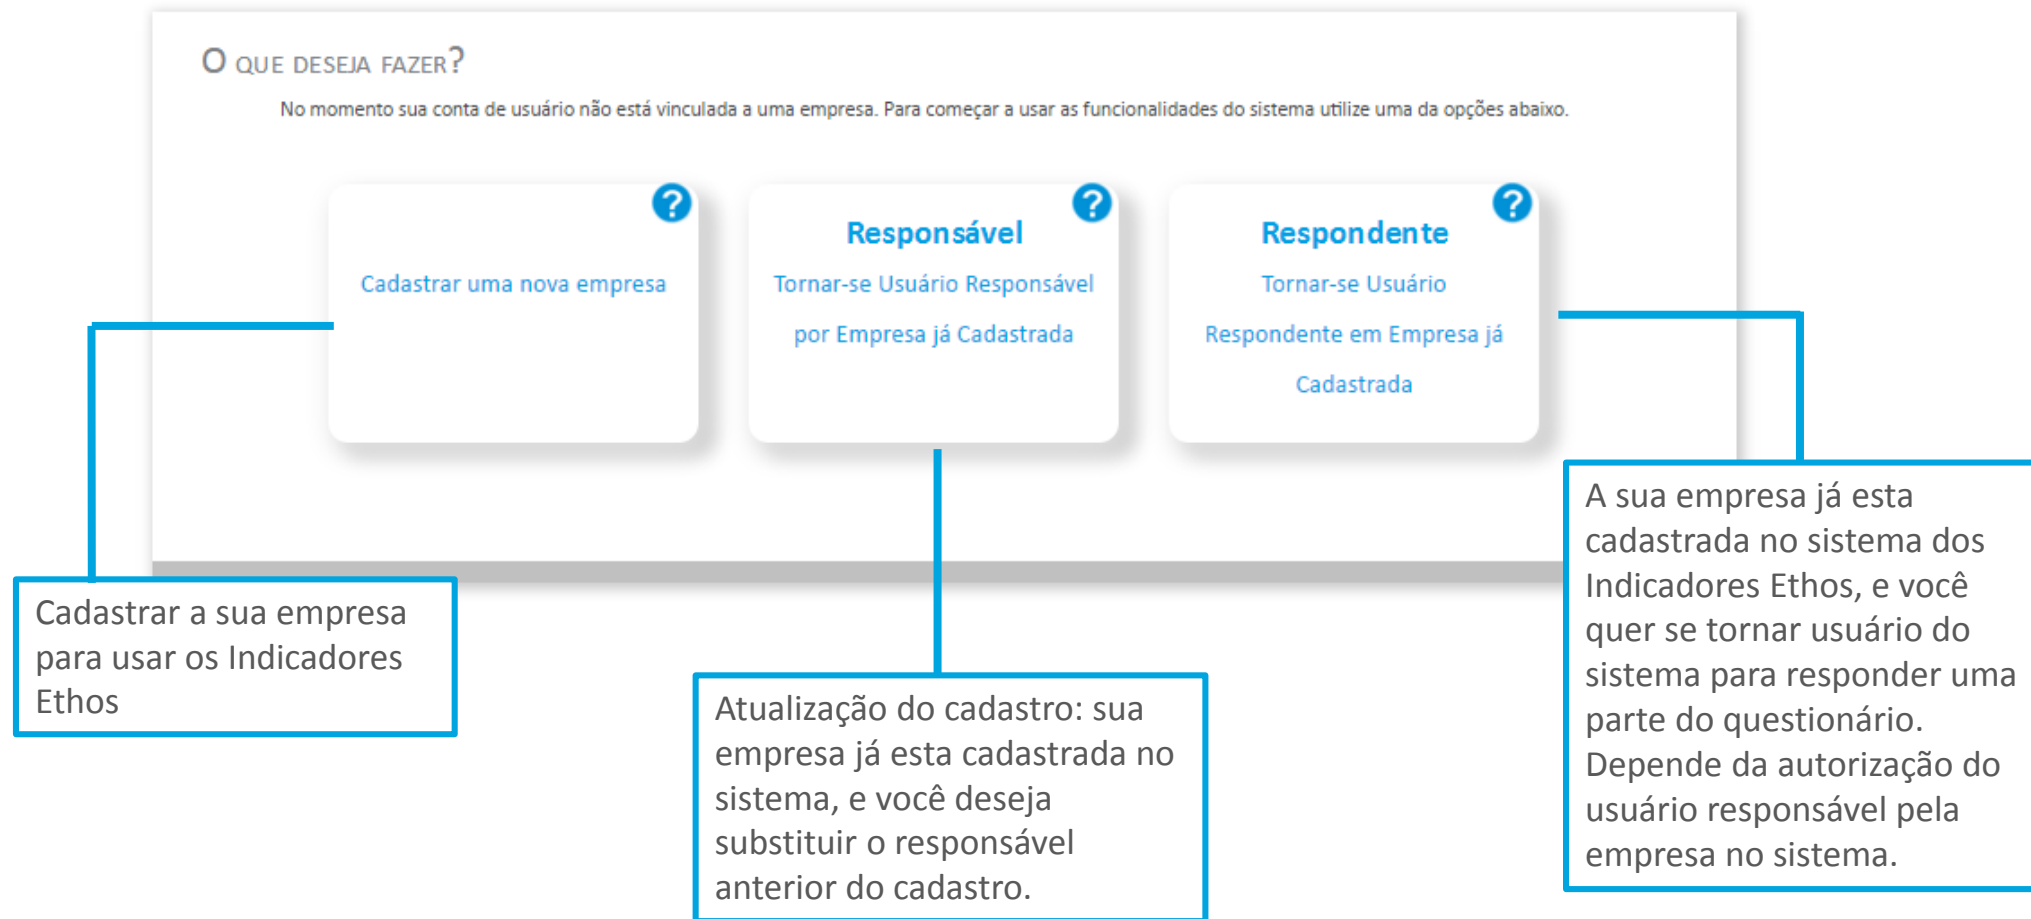 O QUE DESEJA FAZER?
No momento sua conta de usuário não está vinculada a uma empresa. Para começar a usar as funcionalidades do sistema utilize uma da opções abaixo.
?
Cadastrar uma nova empresa
?
Responsável
Tornar-se Usuário Responsável
por Empresa já Cadastrada
?
Respondente
Tornar-se Usuário
Respondente em Empresa já
Cadastrada
Cadastrar a sua empresa
para usar os Indicadores
Ethos
Atualização do cadastro: sua
empresa já esta cadastrada no
sistema, e você deseja
substituir o responsável
anterior do cadastro.
A sua empresa já esta
cadastrada no sistema dos
Indicadores Ethos, e você
quer se tornar usuário do
sistema para responder uma
parte do questionário.
Depende da autorização do
usuário responsável pela
empresa no sistema.